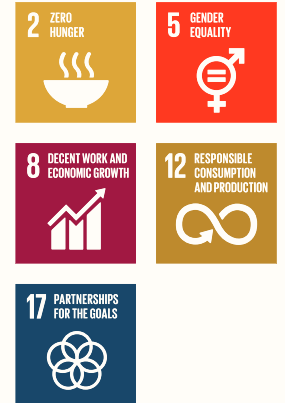 2 ZERO
HUNGER
5 GENDER
EQUALITY
8 DECENT WORK AND
ECONOMIC GROWTH
12 RESPONSIBLE
CONSUMPTION
AND PRODUCTION
17 PARTNERSHIPS
FOR THE GOALS